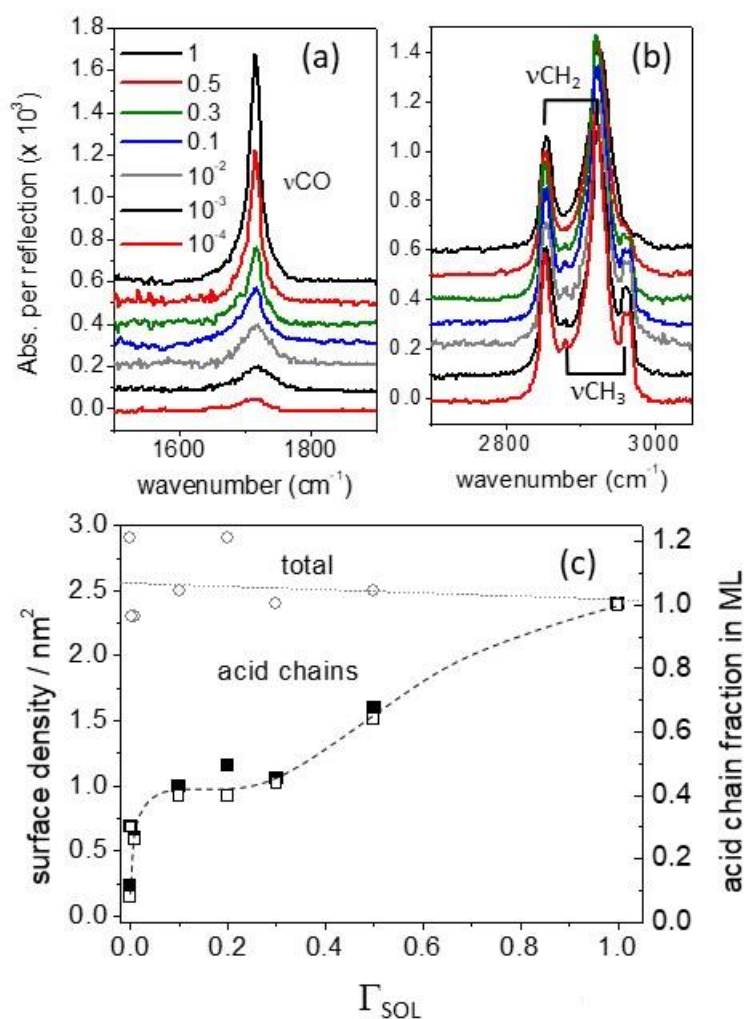 (a)
1.8
1.6
1.4
1.2
1.0
0.8
0.6
0.4
0.2
0.0
Abs. per reflection (x 10³)
1
0.5
0.3
0.1
10⁻²
10⁻³
10⁻⁴
νCO
1600 1800
wavenumber (cm⁻¹)
(b)
1.4
1.2
1.0
0.8
0.6
0.4
0.2
0.0
νCH₂
νCH₃
2800 3000
wavenumber (cm⁻¹)
(c)
3.0
2.5
2.0
1.5
1.0
0.5
0.0
surface density / nm²
total
acid chains
1.2
1.0
0.8
0.6
0.4
0.2
0.0
acid chain fraction in ML
0.0 0.2 0.4 0.6 0.8 1.0
Γ_SOL